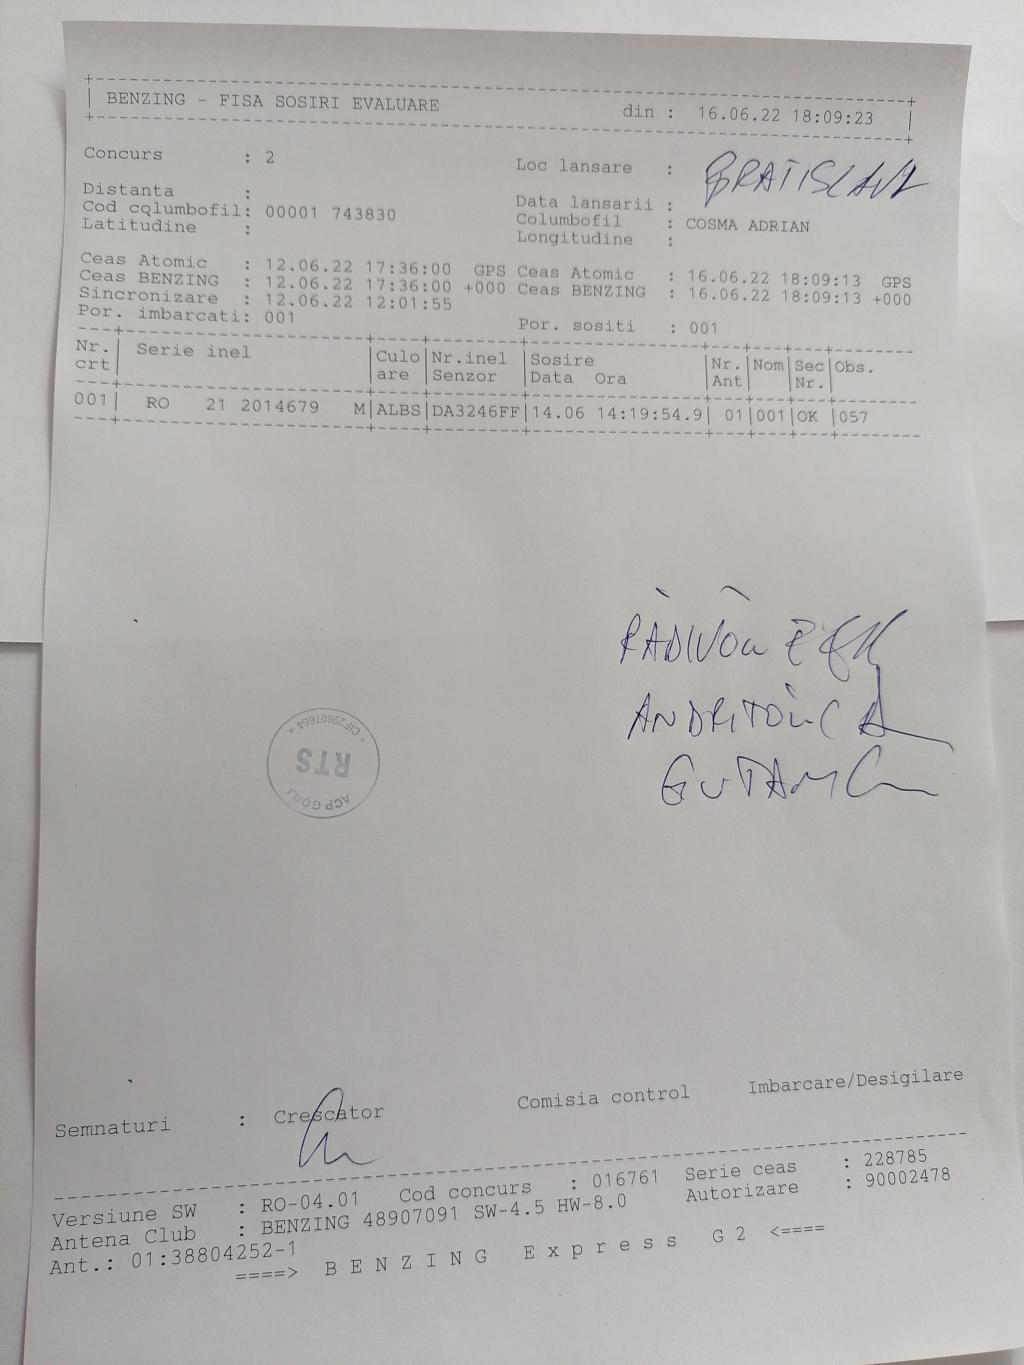 BENZING - FISA SOSIRI EVALUARE din : 16.06.22 18:09:23
Concurs : 2 Loc lansare : BRATISLAVA
Distanta : Data lansarii :
Cod cqlumbofil: 00001 743830 Columbofil : COSMA ADRIAN
Latitudine : Longitudine :
Ceas Atomic : 12.06.22 17:36:00 GPS Ceas Atomic : 16.06.22 18:09:13 GPS
Ceas BENZING : 12.06.22 17:36:00 +000 Ceas BENZING : 16.06.22 18:09:13 +000
Sincronizare : 12.06.22 12:01:55
Por. imbarcati: 001 Por. sositi : 001
Nr. | Serie inel |Culo|Nr.inel |Sosire |Nr.|Nom|Sec|Obs.
crt| |are |Senzor |Data Ora |Ant| |Nr.|
001| RO 21 2014679 M|ALBS|DA3246FF|14.06 14:19:54.9| 01|001|OK |057
GUTAM
* CIF29607664 *
RTS
ACP GORJ
Semnaturi : Crescator Comisia control Imbarcare/Desigilare
Versiune SW : RO-04.01 Cod concurs : 016761 Serie ceas : 228785
Antena Club : BENZING 48907091 SW-4.5 HW-8.0 Autorizare : 90002478
Ant.: 01:38804252-1
====> B E N Z I N G E x p r e s s G 2 <====